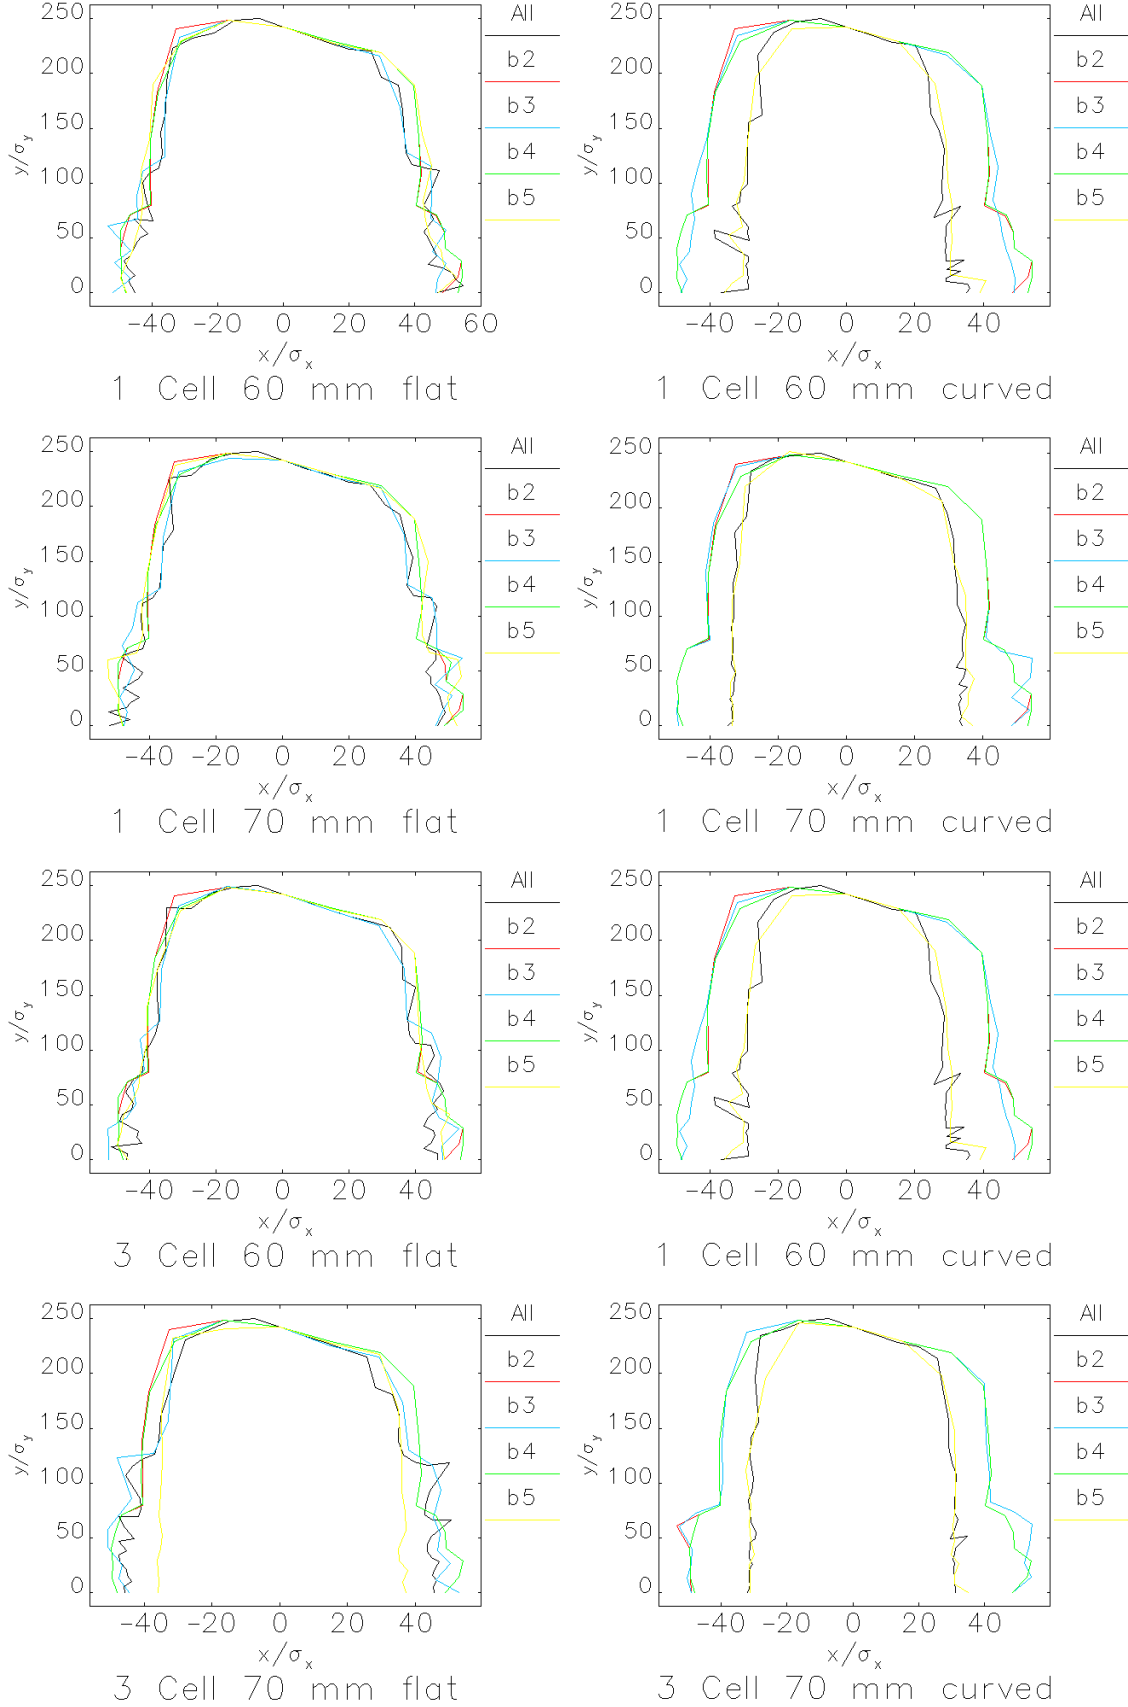 250
200
150
100
50
0
y/σy
-40 -20 0 20 40 60
x/σx
1 Cell 60 mm flat
All
b2
b3
b4
b5
250
200
150
100
50
0
y/σy
-40 -20 0 20 40
x/σx
1 Cell 60 mm curved
All
b2
b3
b4
b5
250
200
150
100
50
0
y/σy
-40 -20 0 20 40
x/σx
1 Cell 70 mm flat
All
b2
b3
b4
b5
250
200
150
100
50
0
y/σy
-40 -20 0 20 40
x/σx
1 Cell 70 mm curved
All
b2
b3
b4
b5
250
200
150
100
50
0
y/σy
-40 -20 0 20 40
x/σx
3 Cell 60 mm flat
All
b2
b3
b4
b5
250
200
150
100
50
0
y/σy
-40 -20 0 20 40
x/σx
1 Cell 60 mm curved
All
b2
b3
b4
b5
250
200
150
100
50
0
y/σy
-40 -20 0 20 40
x/σx
3 Cell 70 mm flat
All
b2
b3
b4
b5
250
200
150
100
50
0
y/σy
-40 -20 0 20 40
x/σx
3 Cell 70 mm curved
All
b2
b3
b4
b5